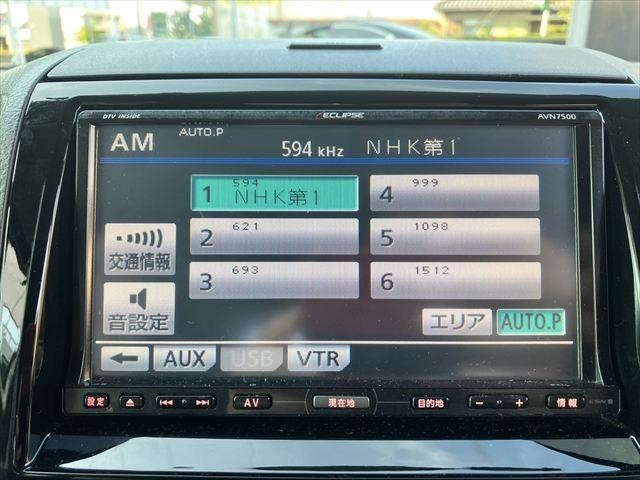 DTV INSIDE
ECLIPSE
AVN7500
AM
AUTO.P
594 kHz
NHK第1
1 594 NHK第1
4 999
2 621
5 1098
3 693
6 1512
交通情報
音設定
エリア
AUTO.P
AUX
USB
VTR
設定
AV
現在地
目的地
情報